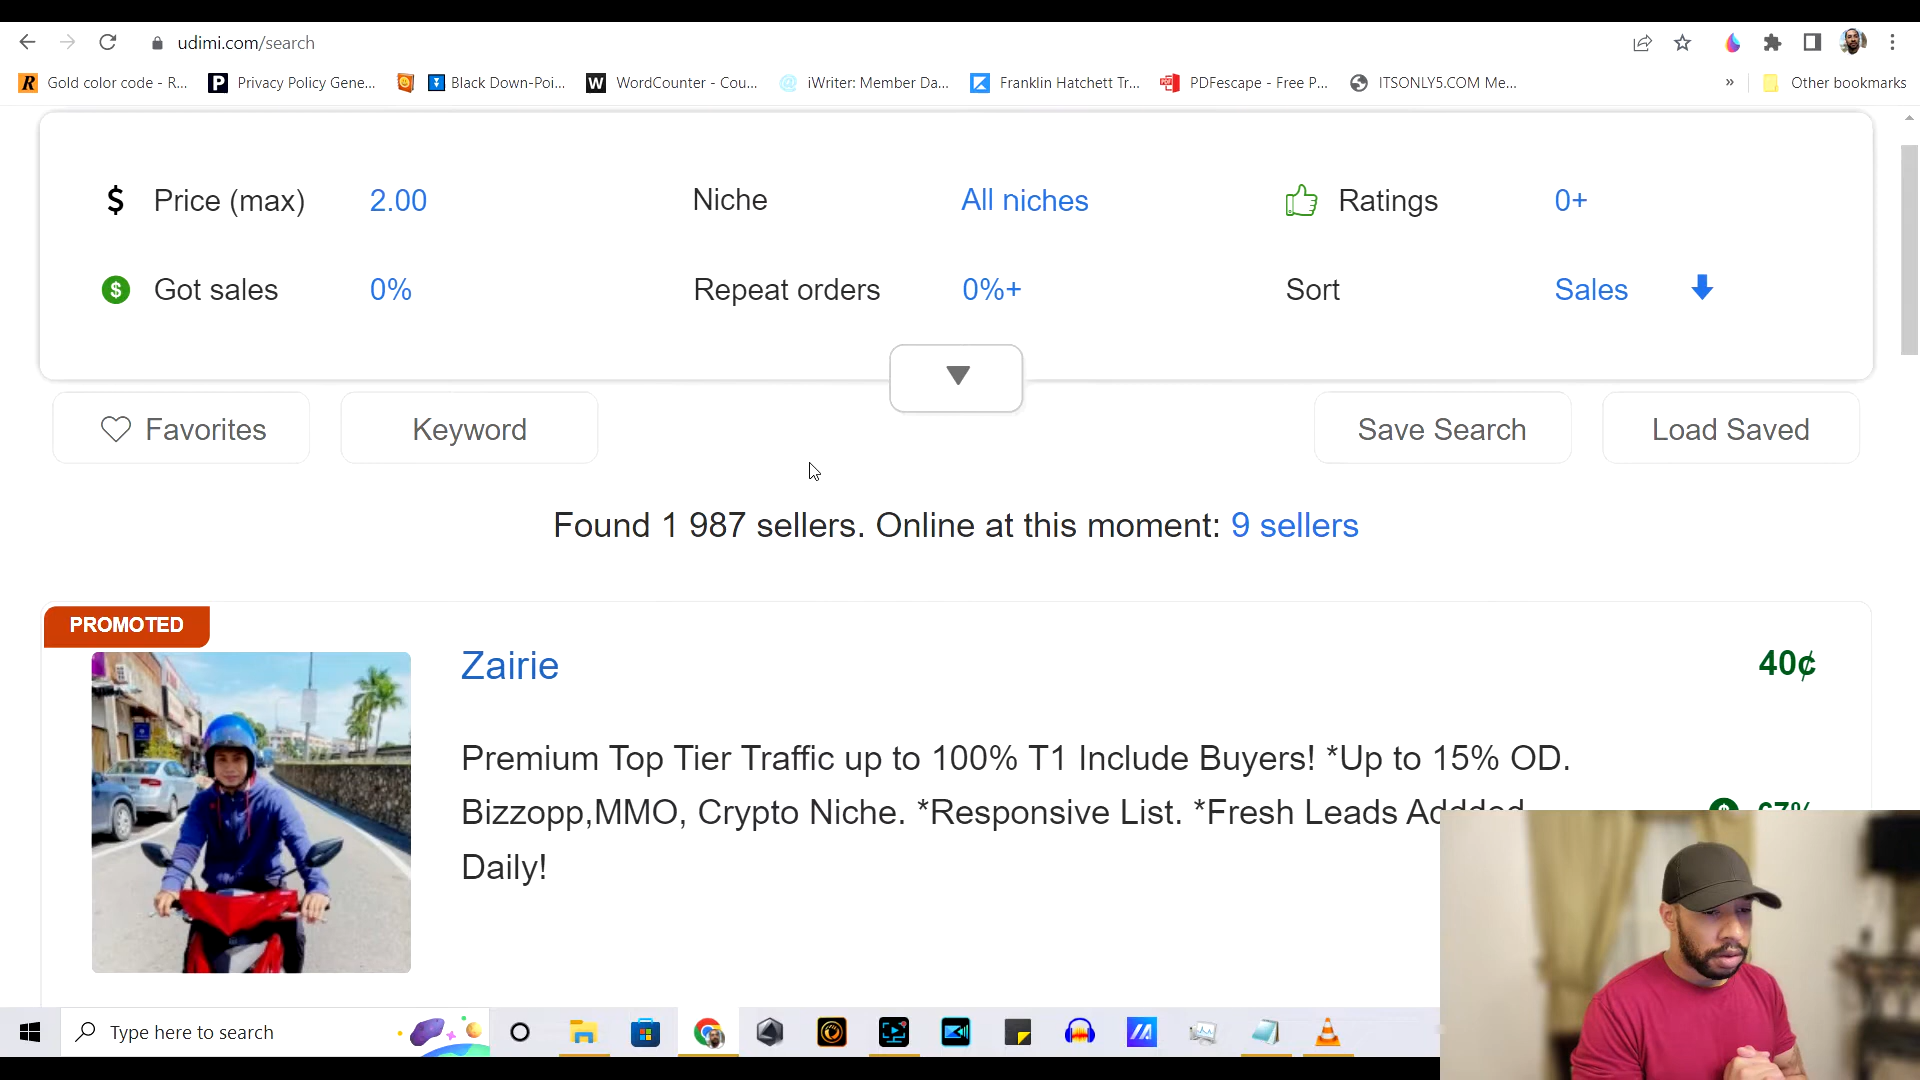 udimi.com/search
Gold color code - R...
Privacy Policy Gene...
Black Down-Poi...
WordCounter - Cou...
iWriter: Member Da...
Franklin Hatchett Tr...
PDFescape - Free P...
ITSONLY5.COM Me...
»
Other bookmarks
$ Price (max) 2.00 Niche All niches Ratings 0+
$ Got sales 0% Repeat orders 0%+ Sort Sales
Favorites Keyword Save Search Load Saved
Found 1 987 sellers. Online at this moment: 9 sellers
PROMOTED
Zairie 40¢
Premium Top Tier Traffic up to 100% T1 Include Buyers! *Up to 15% OD.
Bizzopp,MMO, Crypto Niche. *Responsive List. *Fresh Leads Addded
Daily!
67%
Type here to search